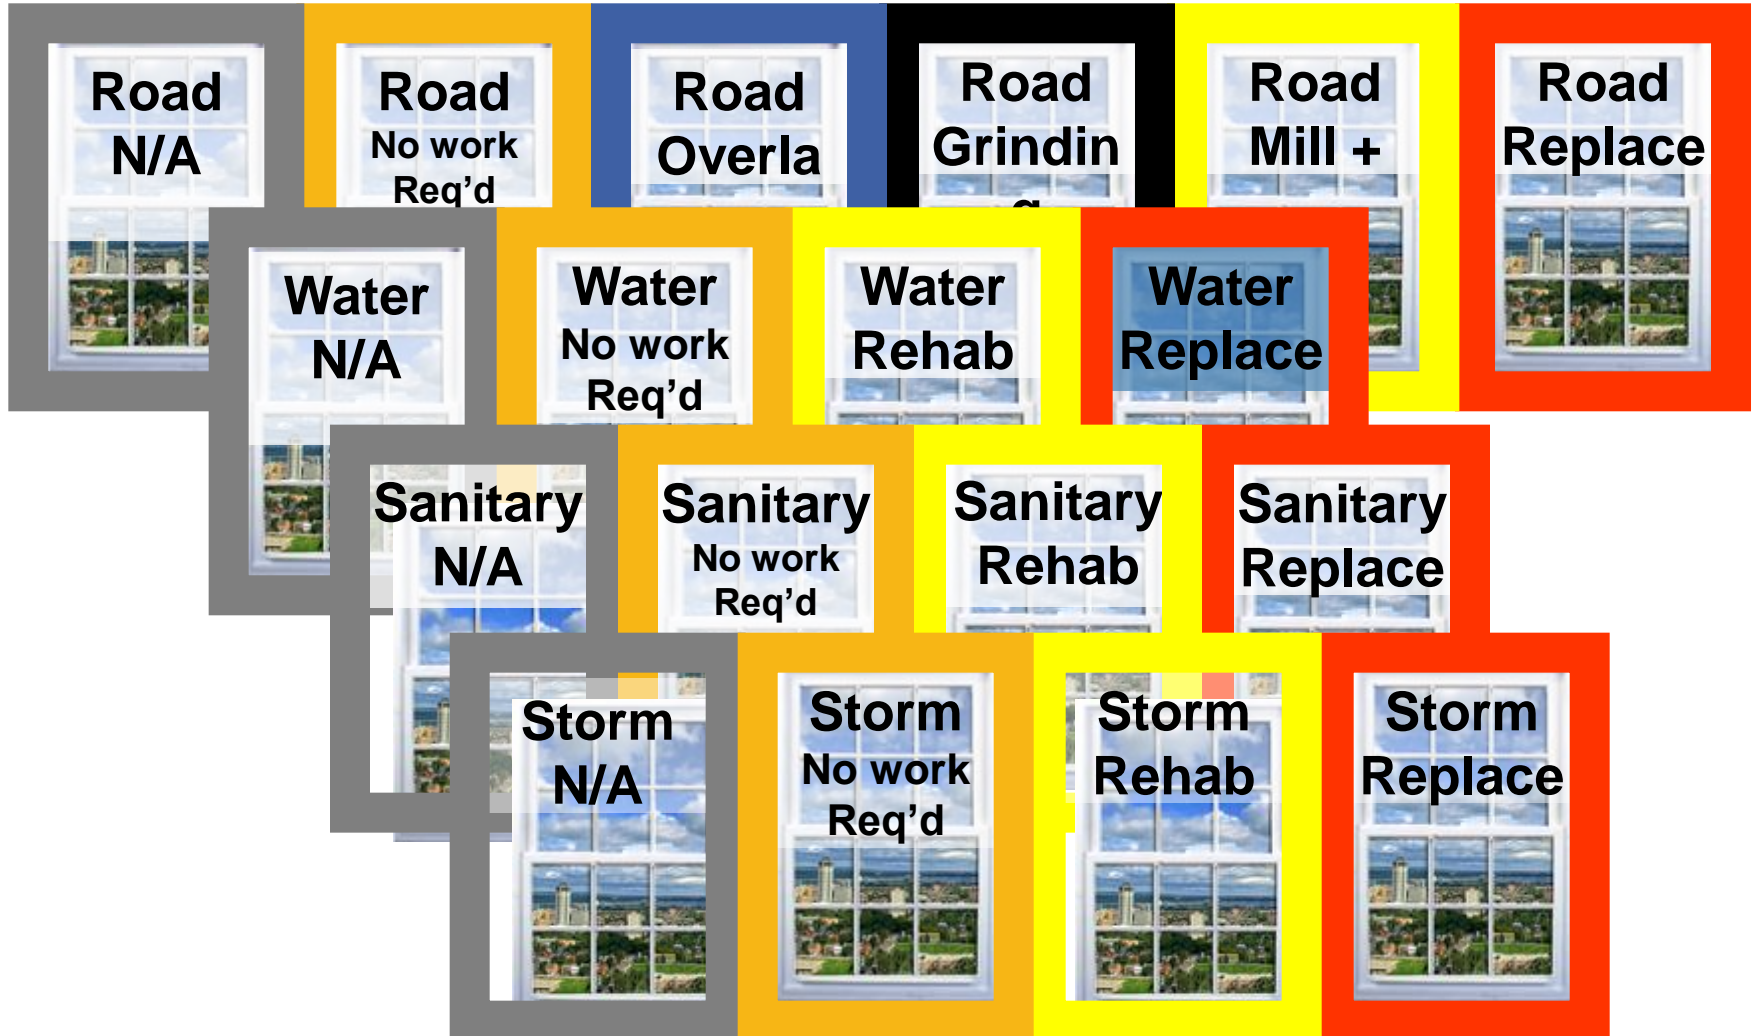 Road
N/A
Road
No work
Req’d
Road
Overla
Road
Grindin
g
Road
Mill +
Road
Replace
Water
N/A
Water
No work
Req’d
Water
Rehab
Water
Replace
Sanitary
N/A
Sanitary
No work
Req’d
Sanitary
Rehab
Sanitary
Replace
Storm
N/A
Storm
No work
Req’d
Storm
Rehab
Storm
Replace